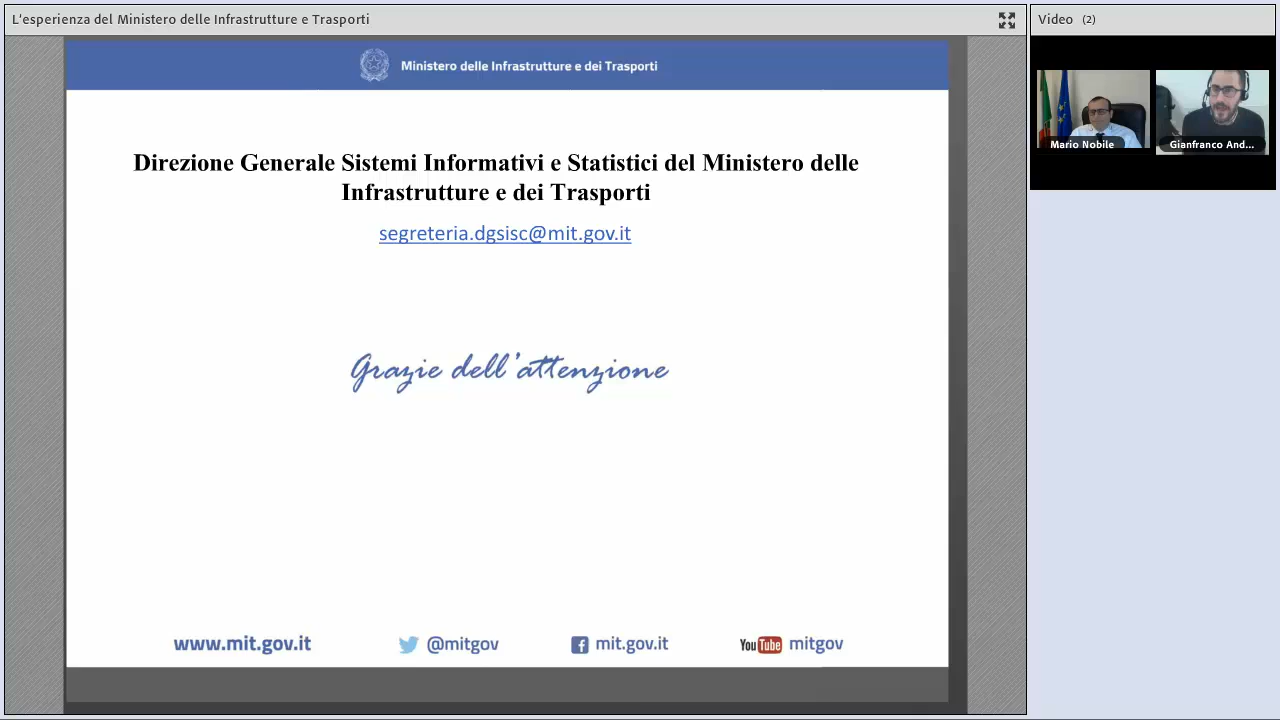 L'esperienza del Ministero delle Infrastrutture e Trasporti
Video (2)
Ministero delle Infrastrutture e dei Trasporti
Mario Nobile
Gianfranco And...
Direzione Generale Sistemi Informativi e Statistici del Ministero delle
Infrastrutture e dei Trasporti
segreteria.dgsisc@mit.gov.it
Grazie dell'attenzione
www.mit.gov.it
@mitgov
mit.gov.it
YouTube mitgov